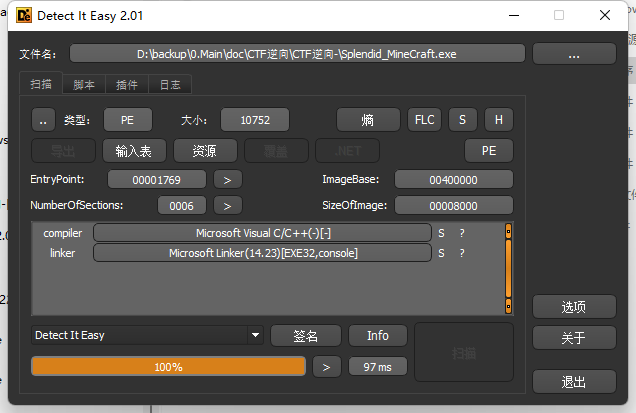 Detect It Easy 2.01
文件名: D:\backup\0.Main\doc\CTF逆向\CTF逆向-\Splendid_MineCraft.exe ...
扫描 脚本 插件 日志
.. 类型: PE 大小: 10752 熵 FLC S H
导出 输入表 资源 覆盖 .NET PE
EntryPoint: 00001769 > ImageBase: 00400000
NumberOfSections: 0006 > SizeOfImage: 00008000
compiler Microsoft Visual C/C++(-)[-] S ?
linker Microsoft Linker(14.23)[EXE32,console] S ?
选项
Detect It Easy 签名 Info 扫描 关于
100% > 97 ms
退出